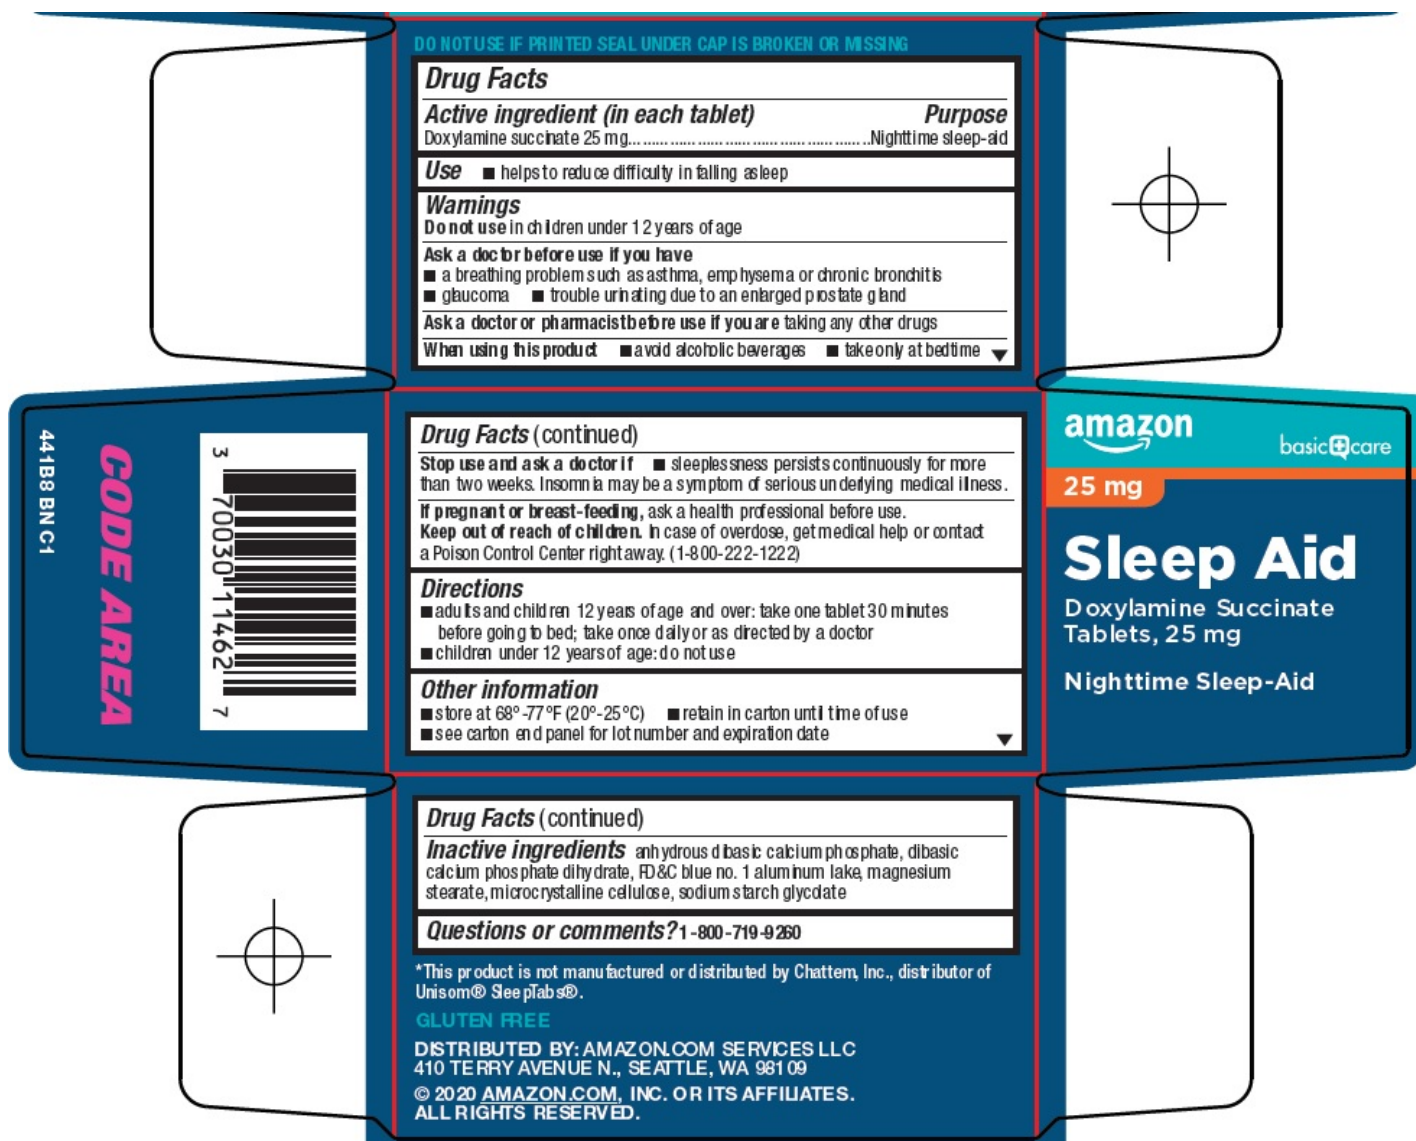 DO NOT USE IF PRINTED SEAL UNDER CAP IS BROKEN OR MISSING
Drug Facts
Active ingredient (in each tablet) Purpose
Doxylamine succinate 25 mg..........................................................Nighttime sleep-aid
Use ■ helps to reduce difficulty in falling asleep
Warnings
Do not use in children under 12 years of age
Ask a doctor before use if you have
■ a breathing problem such as asthma, emphysema or chronic bronchitis
■ glaucoma ■ trouble urinating due to an enlarged prostate gland
Ask a doctor or pharmacist before use if you are taking any other drugs
When using this product ■ avoid alcoholic beverages ■ take only at bedtime ▼
441B8 BN C1
CODE AREA
3 70030 11462 7
Drug Facts (continued)
Stop use and ask a doctor if ■ sleeplessness persists continuously for more
than two weeks. Insomnia may be a symptom of serious underlying medical illness.
If pregnant or breast-feeding, ask a health professional before use.
Keep out of reach of children. In case of overdose, get medical help or contact
a Poison Control Center right away. (1-800-222-1222)
Directions
■ adults and children 12 years of age and over: take one tablet 30 minutes
before going to bed; take once daily or as directed by a doctor
■ children under 12 years of age: do not use
Other information
■ store at 68°-77°F (20°-25°C) ■ retain in carton until time of use
■ see carton end panel for lot number and expiration date ▼
amazon
basic care
25 mg
Sleep Aid
Doxylamine Succinate
Tablets, 25 mg
Nighttime Sleep-Aid
Drug Facts (continued)
Inactive ingredients anhydrous dibasic calcium phosphate, dibasic
calcium phosphate dihydrate, FD&C blue no. 1 aluminum lake, magnesium
stearate, microcrystalline cellulose, sodium starch glycolate
Questions or comments? 1-800-719-9260
*This product is not manufactured or distributed by Chattem, Inc., distributor of
Unisom® SleepTabs®.
GLUTEN FREE
DISTRIBUTED BY: AMAZON.COM SERVICES LLC
410 TERRY AVENUE N., SEATTLE, WA 98109
© 2020 AMAZON.COM, INC. OR ITS AFFILIATES.
ALL RIGHTS RESERVED.